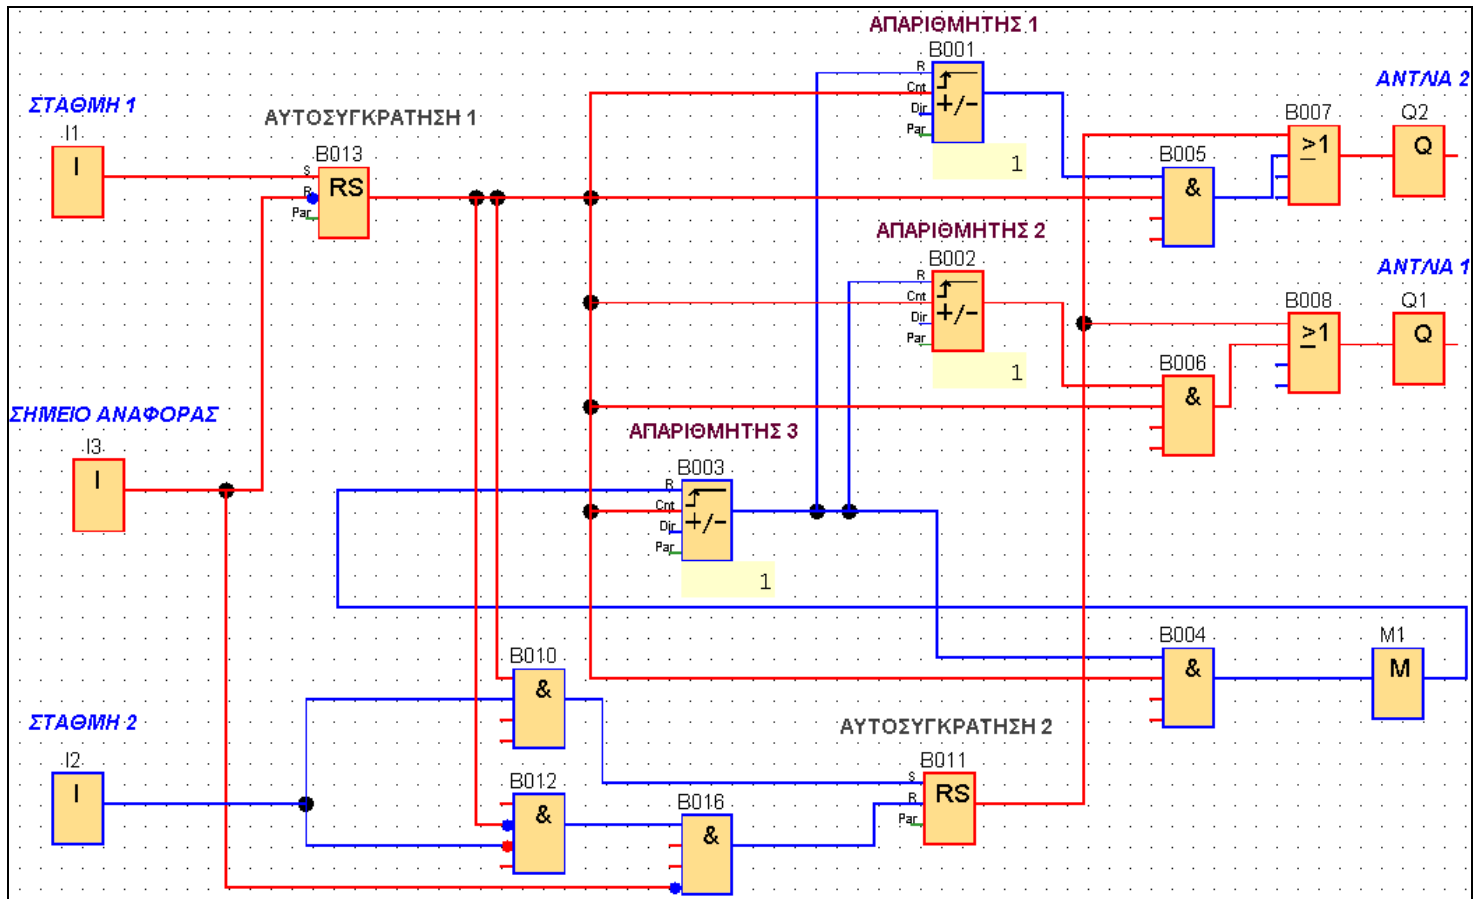 ΑΠΑΡΙΘΜΗΤΗΣ 1
B001
R
Cnt
Dir
Par
+/-
1
ΑΝΤΛΙΑ 2
B007
Q2
≥1
Q
ΣΤΑΘΜΗ 1
I1
I
ΑΥΤΟΣΥΓΚΡΑΤΗΣΗ 1
B013
S
R
Par
RS
B005
&
ΑΠΑΡΙΘΜΗΤΗΣ 2
B002
R
Cnt
Dir
Par
+/-
1
ΑΝΤΛΙΑ 1
B008
Q1
≥1
Q
B006
&
ΣΗΜΕΙΟ ΑΝΑΦΟΡΑΣ
I3
I
ΑΠΑΡΙΘΜΗΤΗΣ 3
B003
R
Cnt
Dir
Par
+/-
1
B004
&
M1
M
B010
&
ΣΤΑΘΜΗ 2
I2
I
B012
&
B016
&
ΑΥΤΟΣΥΓΚΡΑΤΗΣΗ 2
B011
S
R
Par
RS